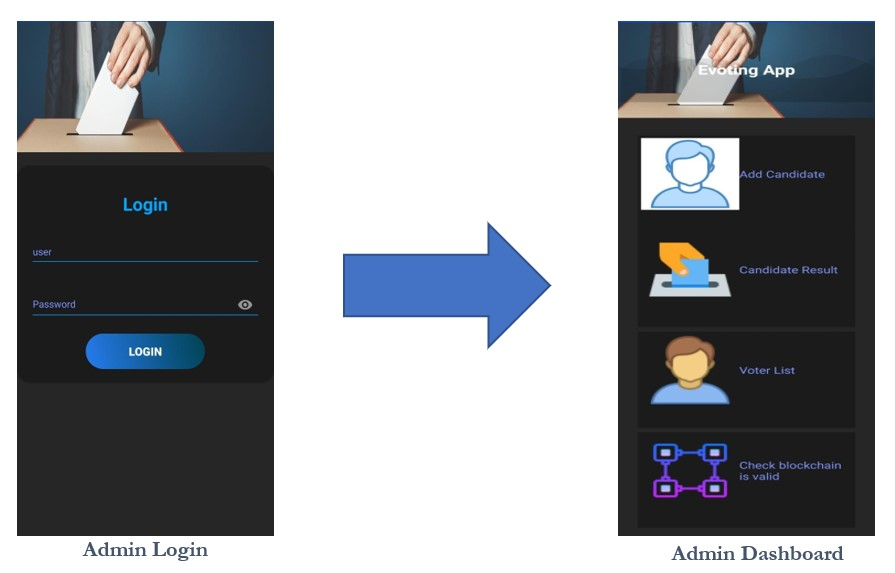 Login
user
Password
LOGIN
Admin Login
Evoting App
Add Candidate
Candidate Result
Voter List
Check blockchain
is valid
Admin Dashboard